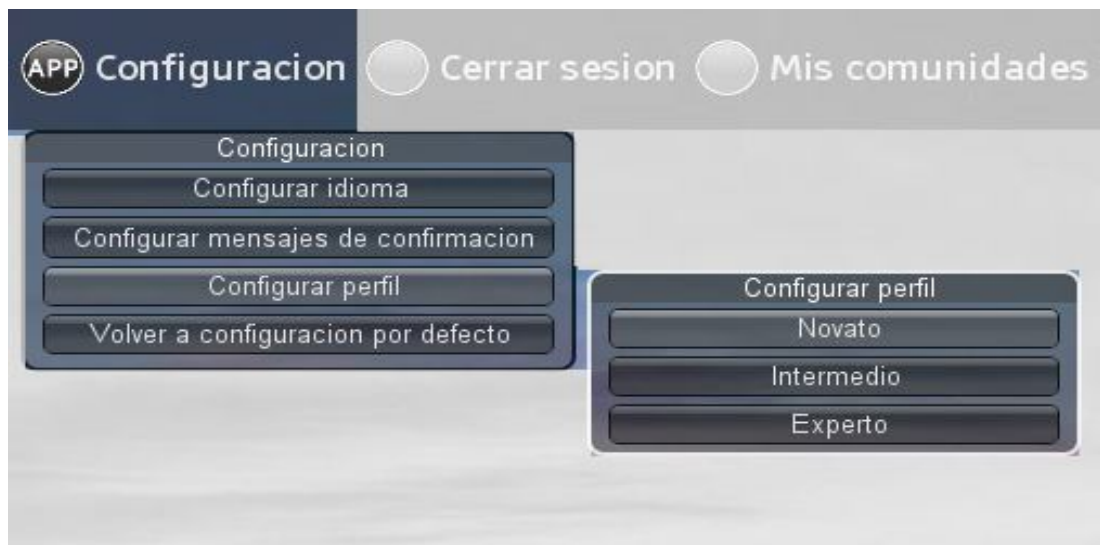 APP Configuracion Cerrar sesion Mis comunidades
Configuracion
Configurar idioma
Configurar mensajes de confirmacion
Configurar perfil
Volver a configuracion por defecto
Configurar perfil
Novato
Intermedio
Experto